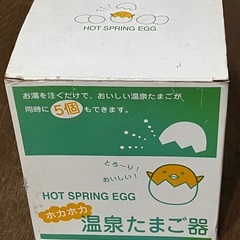 HOT SPRING EGG
お湯を注ぐだけで、おいしい温泉たまごが
同時に5個もできます。
とろ〜り!
おいしい!
HOT SPRING EGG
ホカホカ
温泉たまご器